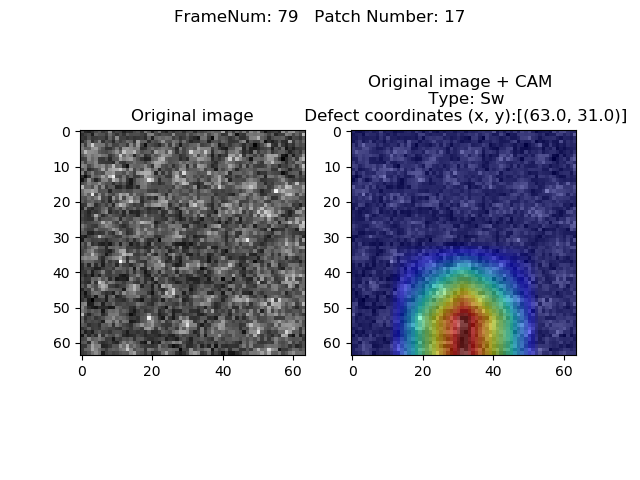 FrameNum: 79   Patch Number: 17
Original image
Original image + CAM
Type: Sw
Defect coordinates (x, y):[(63.0, 31.0)]
0
10
20
30
40
50
60
0 20 40 60
0
10
20
30
40
50
60
0 20 40 60